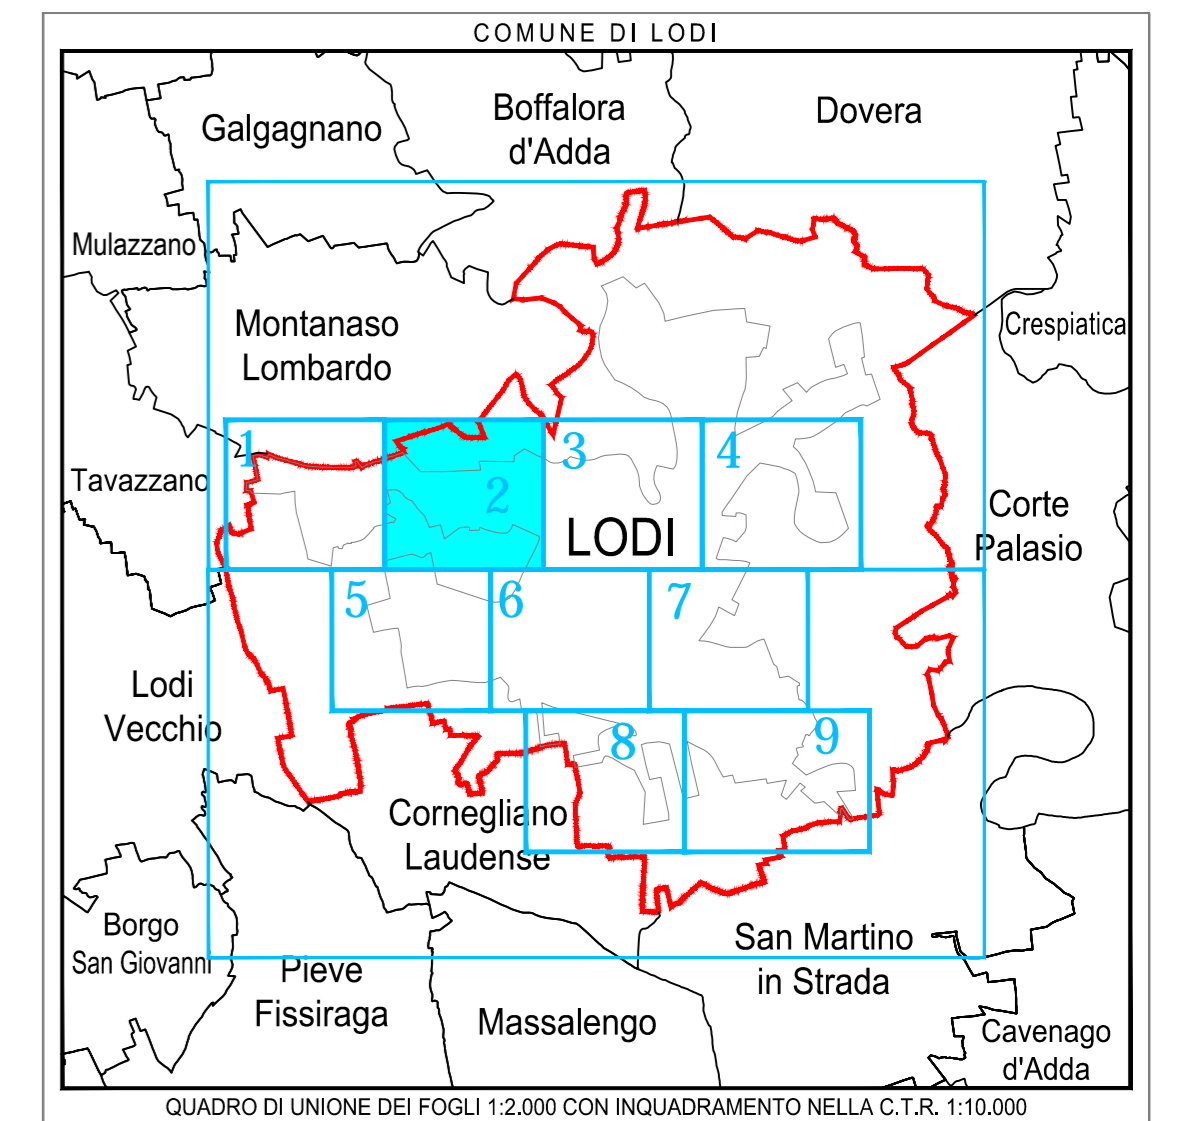 COMUNE DI LODI
Galgagnano
Boffalora
d'Adda
Dovera
Mulazzano
Montanaso
Lombardo
Crespiatica
1
2
3
4
Tavazzano
LODI
Corte
Palasio
5
6
7
Lodi
Vecchio
8
9
Cornegliano
Laudense
Borgo
San Giovanni
Pieve
Fissiraga
Massalengo
San Martino
in Strada
Cavenago
d'Adda
QUADRO DI UNIONE DEI FOGLI 1:2.000 CON INQUADRAMENTO NELLA C.T.R. 1:10.000